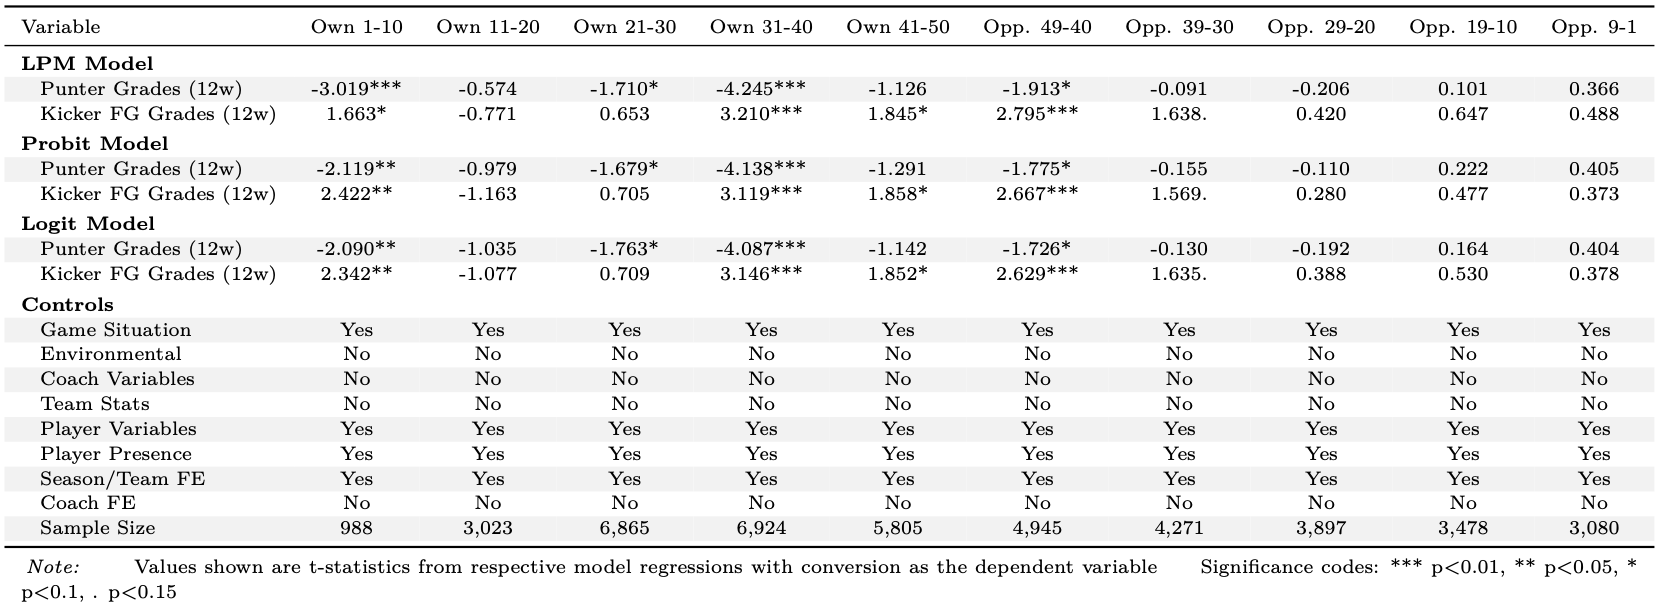 Variable Own 1-10 Own 11-20 Own 21-30 Own 31-40 Own 41-50 Opp. 49-40 Opp. 39-30 Opp. 29-20 Opp. 19-10 Opp. 9-1
LPM Model
Punter Grades (12w) -3.019*** -0.574 -1.710* -4.245*** -1.126 -1.913* -0.091 -0.206 0.101 0.366
Kicker FG Grades (12w) 1.663* -0.771 0.653 3.210*** 1.845* 2.795*** 1.638. 0.420 0.647 0.488
Probit Model
Punter Grades (12w) -2.119** -0.979 -1.679* -4.138*** -1.291 -1.775* -0.155 -0.110 0.222 0.405
Kicker FG Grades (12w) 2.422** -1.163 0.705 3.119*** 1.858* 2.667*** 1.569. 0.280 0.477 0.373
Logit Model
Punter Grades (12w) -2.090** -1.035 -1.763* -4.087*** -1.142 -1.726* -0.130 -0.192 0.164 0.404
Kicker FG Grades (12w) 2.342** -1.077 0.709 3.146*** 1.852* 2.629*** 1.635. 0.388 0.530 0.378
Controls
Game Situation Yes Yes Yes Yes Yes Yes Yes Yes Yes Yes
Environmental No No No No No No No No No No
Coach Variables No No No No No No No No No No
Team Stats No No No No No No No No No No
Player Variables Yes Yes Yes Yes Yes Yes Yes Yes Yes Yes
Player Presence Yes Yes Yes Yes Yes Yes Yes Yes Yes Yes
Season/Team FE Yes Yes Yes Yes Yes Yes Yes Yes Yes Yes
Coach FE No No No No No No No No No No
Sample Size 988 3,023 6,865 6,924 5,805 4,945 4,271 3,897 3,478 3,080
Note: Values shown are t-statistics from respective model regressions with conversion as the dependent variable Significance codes: *** p<0.01, ** p<0.05, *
p<0.1, . p<0.15